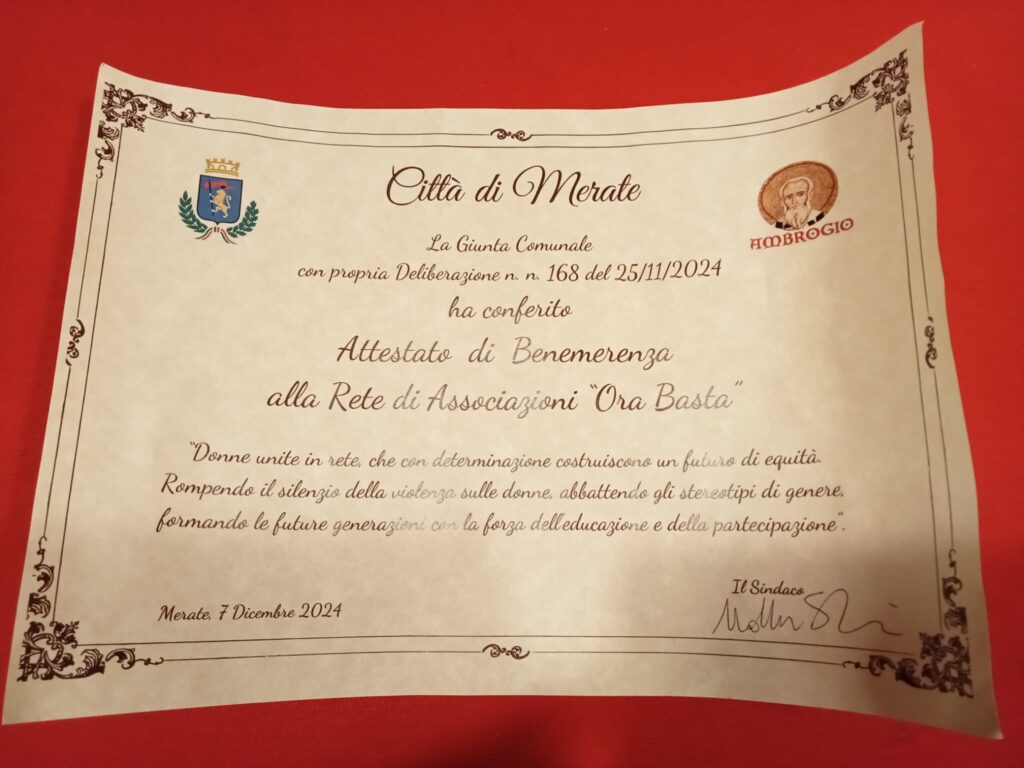 Città di Merate
AMBROGIO
La Giunta Comunale
con propria Deliberazione n. n. 168 del 25/11/2024
ha conferito
Attestato di Benemerenza
alla Rete di Associazioni "Ora Basta"
"Donne unite in rete, che con determinazione costruiscono un futuro di equità.
Rompendo il silenzio della violenza sulle donne, abbattendo gli stereotipi di genere,
formando le future generazioni con la forza dell'educazione e della partecipazione".
Il Sindaco
Merate, 7 Dicembre 2024